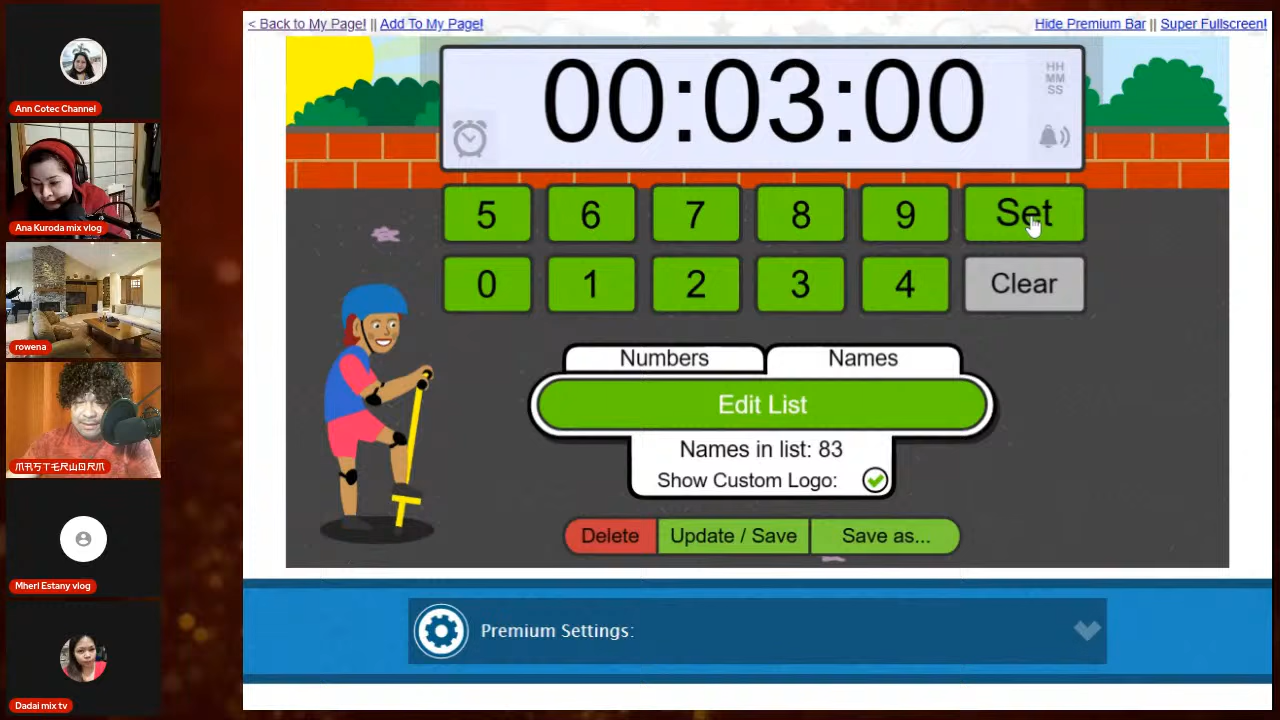 < Back to My Page! || Add To My Page!
Hide Premium Bar || Super Fullscreen!
00:03:00
HH
MM
SS
5 6 7 8 9 Set
0 1 2 3 4 Clear
Numbers Names
Edit List
Names in list: 83
Show Custom Logo:
Delete Update / Save Save as...
Premium Settings:
Ann Cotec Channel
Ana Kuroda mix vlog
rowena
Mheri Estany vlog
Dadai mix tv